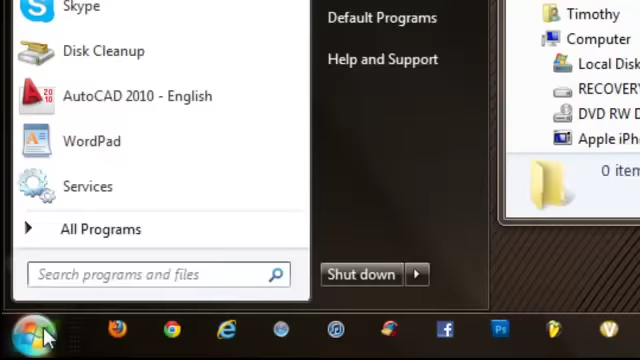 Skype
Disk Cleanup
AutoCAD 2010 - English
WordPad
Services
All Programs
Search programs and files
Default Programs
Help and Support
Shut down
Timothy
Computer
Local Disk
RECOVERY
DVD RW D
Apple iPh
0 item
Ps